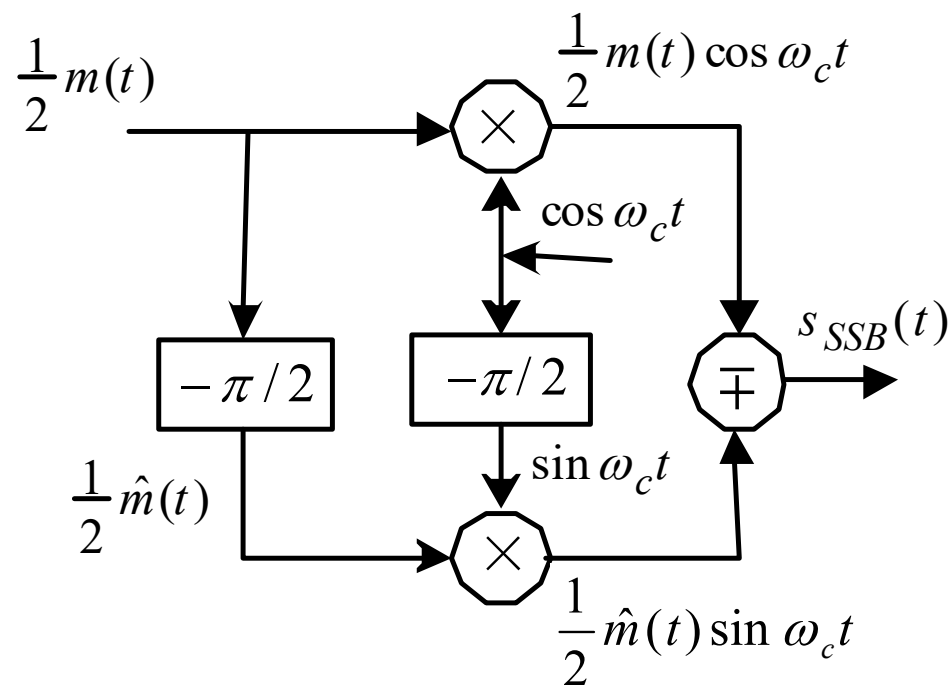 ½ m(t)
½ m(t) cos ω_c t
×
cos ω_c t
−π/2
−π/2
s_SSB(t)
∓
½ m̂(t)
sin ω_c t
×
½ m̂(t) sin ω_c t